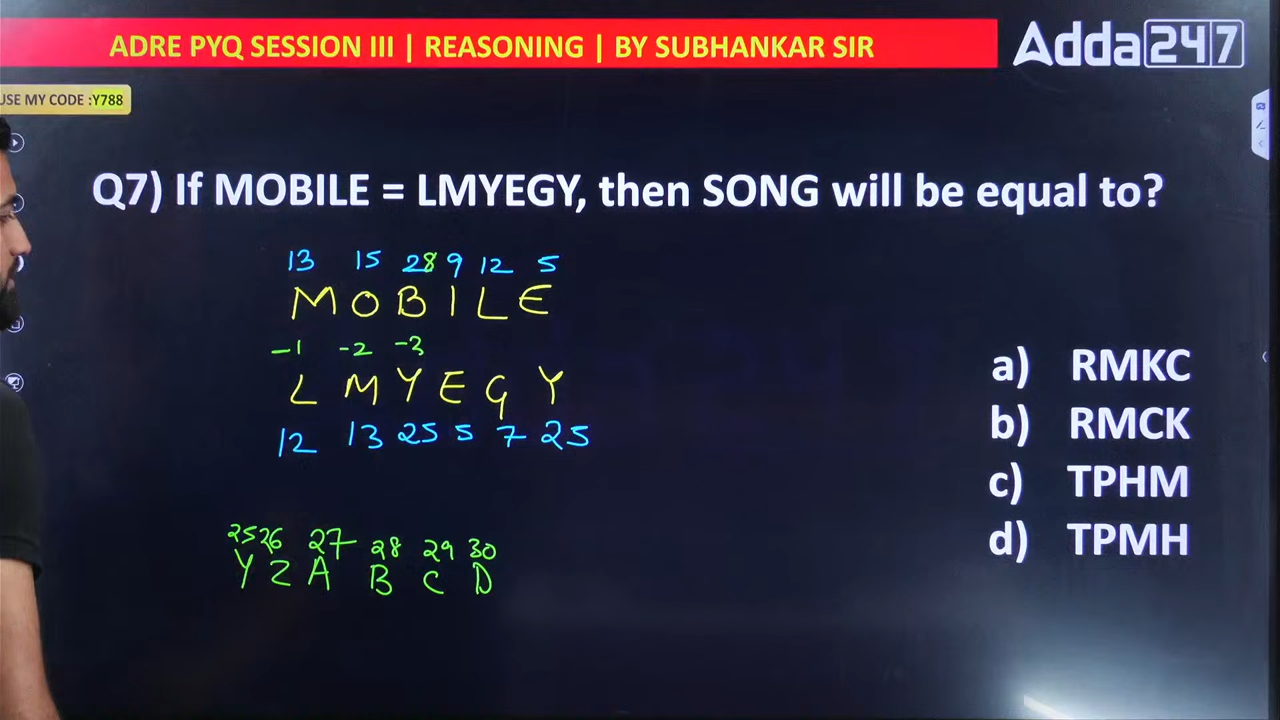 ADRE PYQ SESSION III | REASONING | BY SUBHANKAR SIR
Adda247
USE MY CODE :Y788
Q7) If MOBILE = LMYEGY, then SONG will be equal to?
13 15 28 9 12 5
M O B I L E
-1 -2 -3
L M Y E G Y
12 13 25 5 7 25
a) RMKC
b) RMCK
c) TPHM
d) TPMH
25 26 27 28 29 30
Y Z A B C D